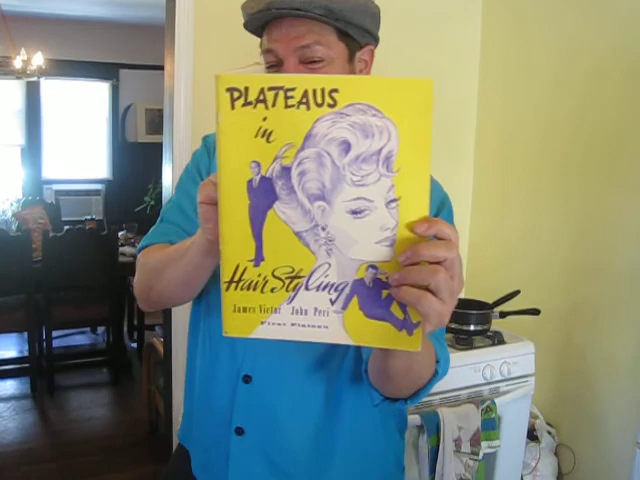 PLATEAUS
in
HairStyling
James Victor John Peri
First Plateau